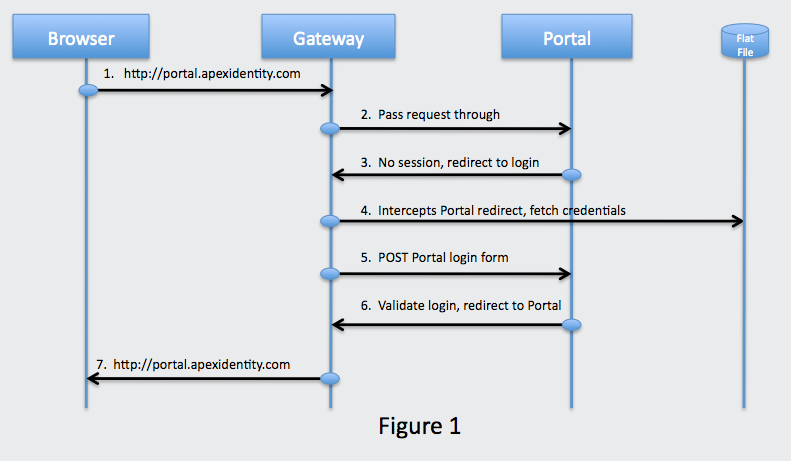 Browser
Gateway
Portal
Flat
File
1. http://portal.apexidentity.com
2. Pass request through
3. No session, redirect to login
4. Intercepts Portal redirect, fetch credentials
5. POST Portal login form
6. Validate login, redirect to Portal
7. http://portal.apexidentity.com
Figure 1